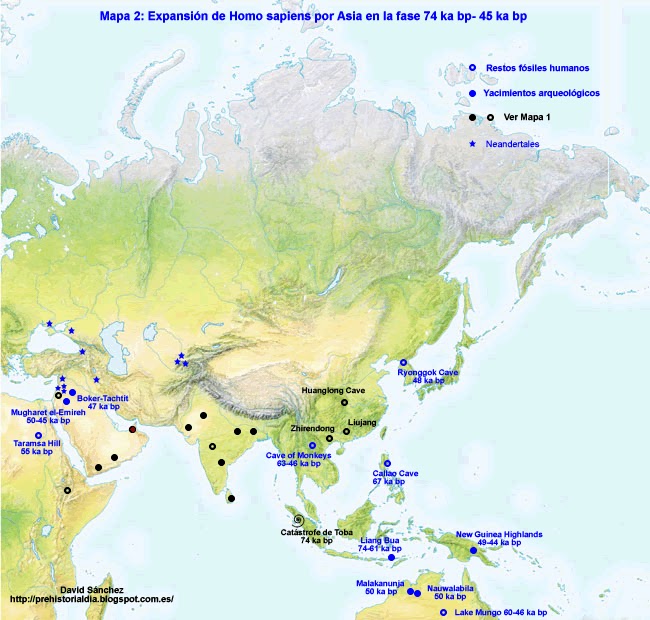 Mapa 2: Expansión de Homo sapiens por Asia en la fase 74 ka bp- 45 ka bp
Restos fósiles humanos
Yacimientos arqueológicos
Ver Mapa 1
Neandertales
Ryonggok Cave
48 ka bp
Huanglong Cave
Boker-Tachtit
47 ka bp
Mugharet el-Emireh
50-45 ka bp
Liujang
Zhirendong
Taramsa Hill
55 ka bp
Cave of Monkeys
63-46 ka bp
Callao Cave
67 ka bp
Catástrofe de Toba
74 ka bp
New Guinea Highlands
49-44 ka bp
Liang Bua
74-61 ka bp
Malakanunja
50 ka bp
Nauwalabila
50 ka bp
David Sánchez
http://prehistorialdia.blogspot.com.es/
Lake Mungo 60-46 ka bp